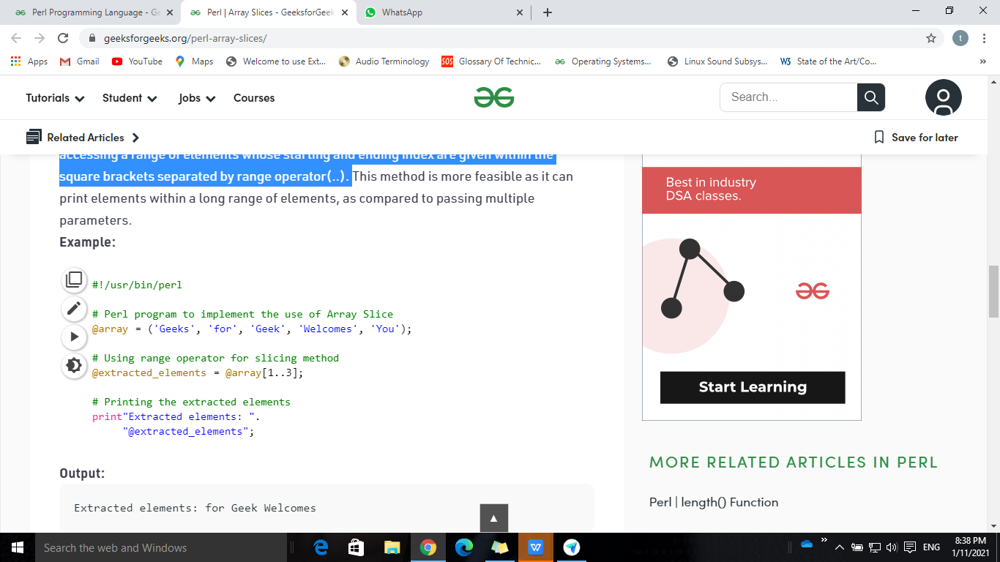 Perl Programming Language - Ge
Perl | Array Slices - GeeksforGeek
WhatsApp
geeksforgeeks.org/perl-array-slices/
t
Apps Gmail YouTube Maps Welcome to use Ext... Audio Terminology SOS Glossary Of Technic... Operating Systems... Linux Sound Subsys... W3 State of the Art/Co... »
Tutorials Student Jobs Courses
Search...
Related Articles
Save for later
accessing a range of elements whose starting and ending index are given within the
square brackets separated by range operator(..). This method is more feasible as it can
print elements within a long range of elements, as compared to passing multiple
parameters.
Example:
#!/usr/bin/perl
# Perl program to implement the use of Array Slice
@array = ('Geeks', 'for', 'Geek', 'Welcomes', 'You');
# Using range operator for slicing method
@extracted_elements = @array[1..3];
# Printing the extracted elements
print"Extracted elements: ".
"@extracted_elements";
Output:
Extracted elements: for Geek Welcomes
Best in industry
DSA classes.
Start Learning
MORE RELATED ARTICLES IN PERL
Perl | length() Function
Search the web and Windows
W
ENG
8:38 PM
1/11/2021